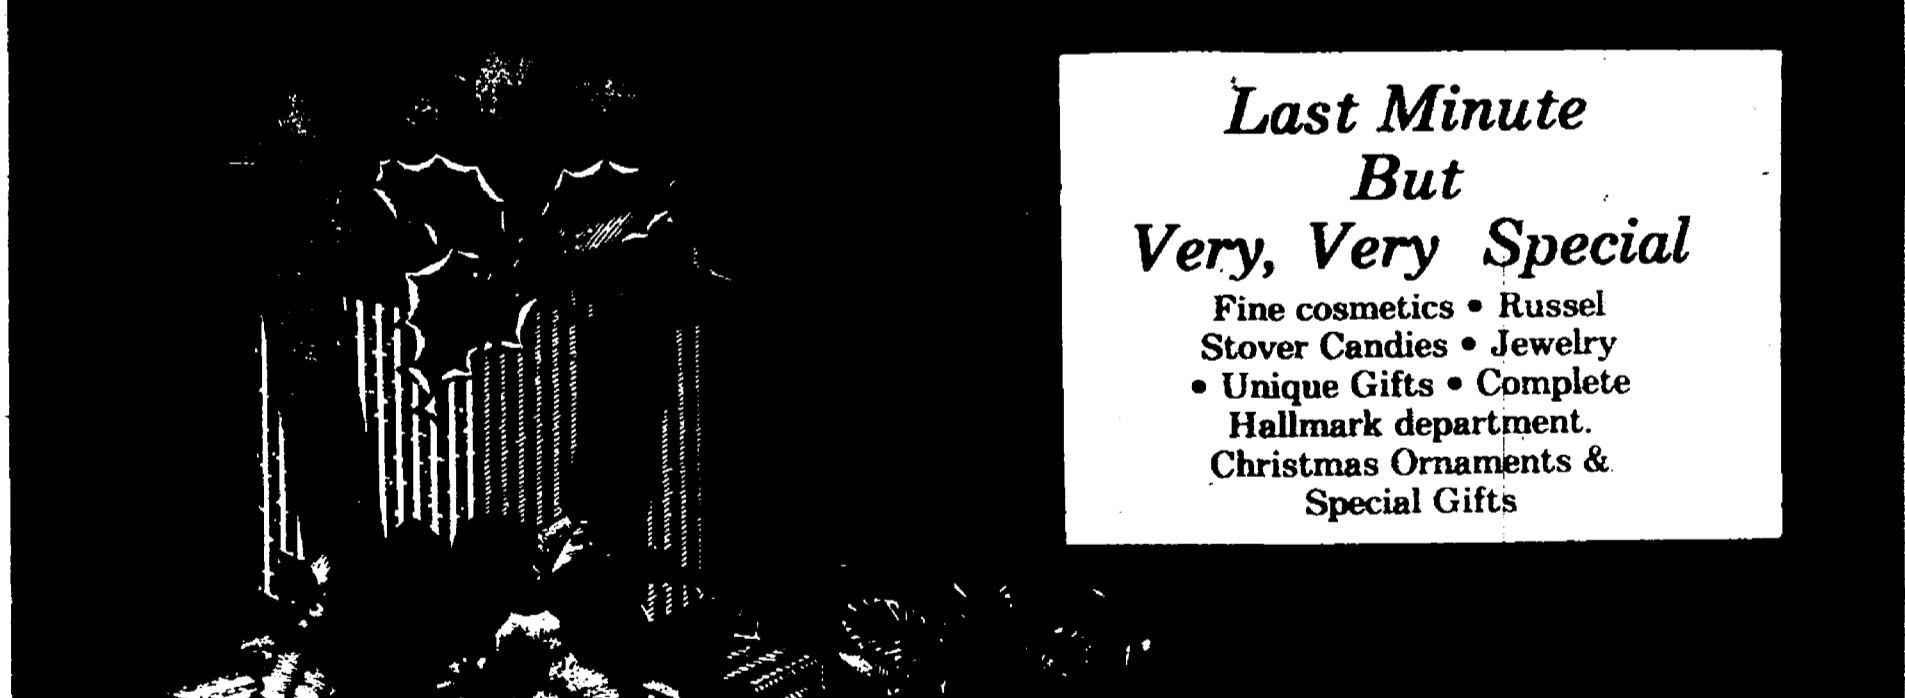 Last Minute
But
Very, Very Special
Fine cosmetics • Russel
Stover Candies • Jewelry
• Unique Gifts • Complete
Hallmark department.
Christmas Ornaments &
Special Gifts